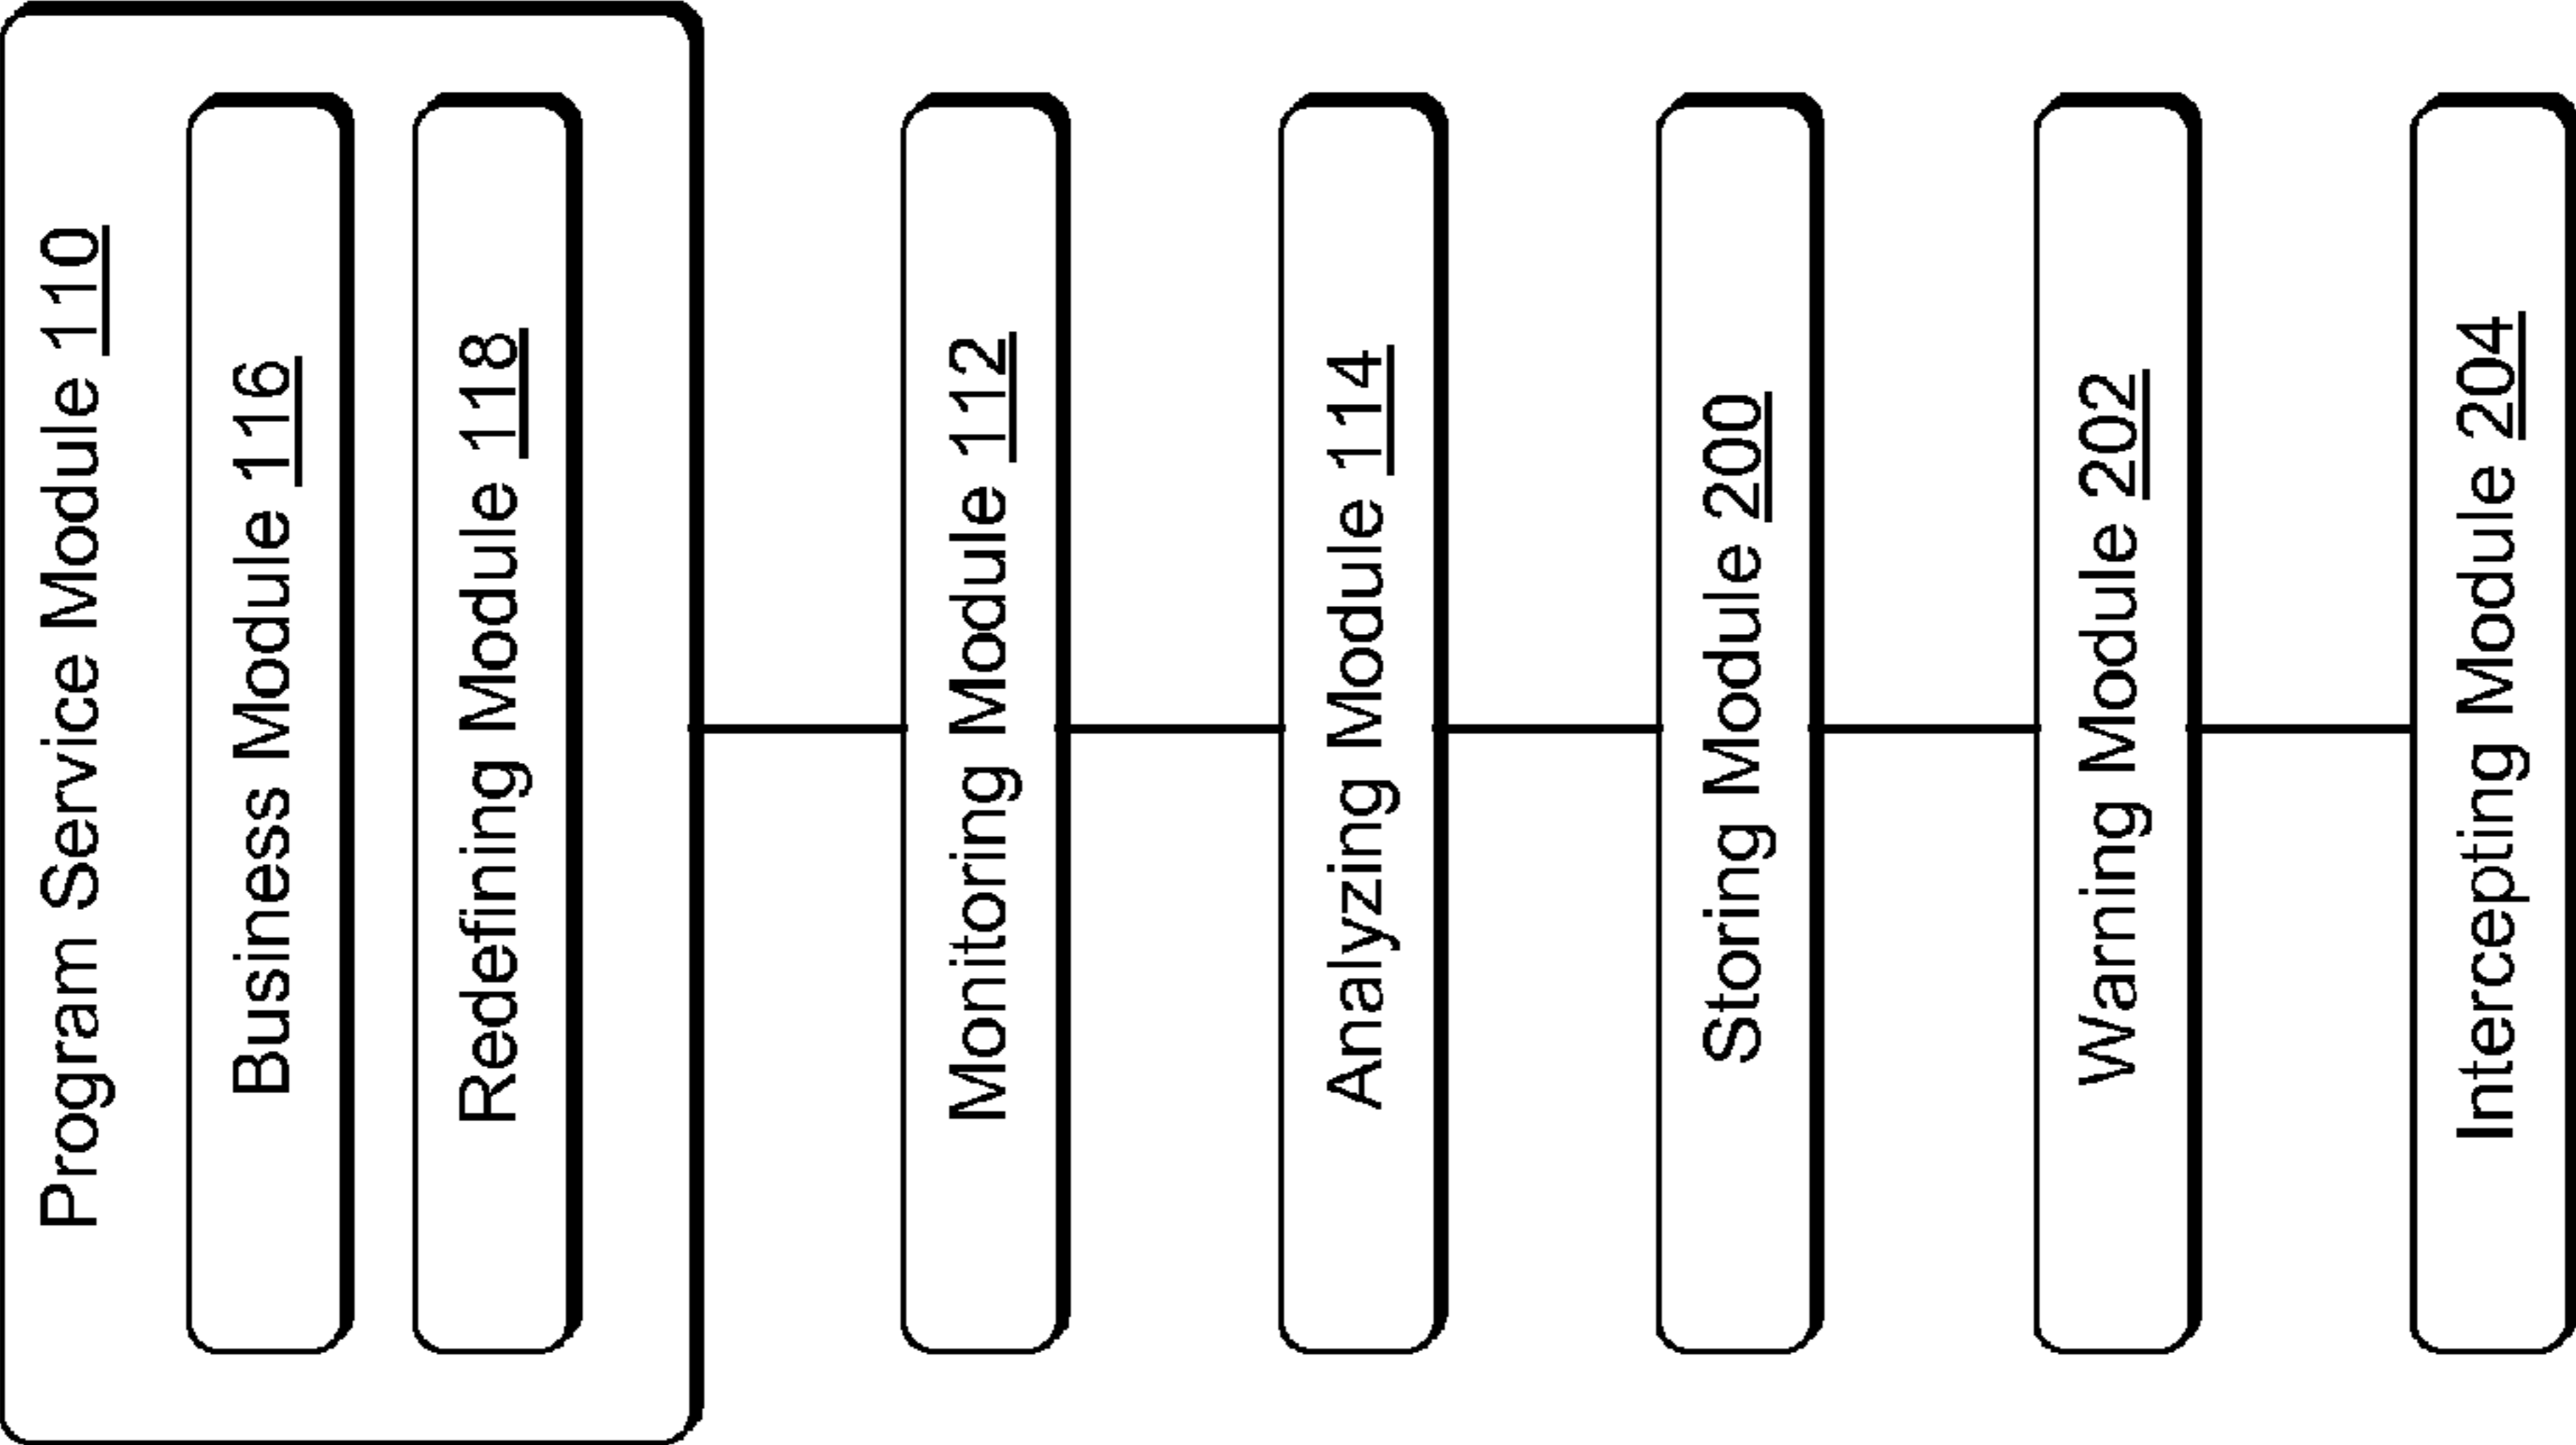 Program Service Module 110
Business Module 116
Redefining Module 118
Monitoring Module 112
Analyzing Module 114
Storing Module 200
Warning Module 202
Intercepting Module 204